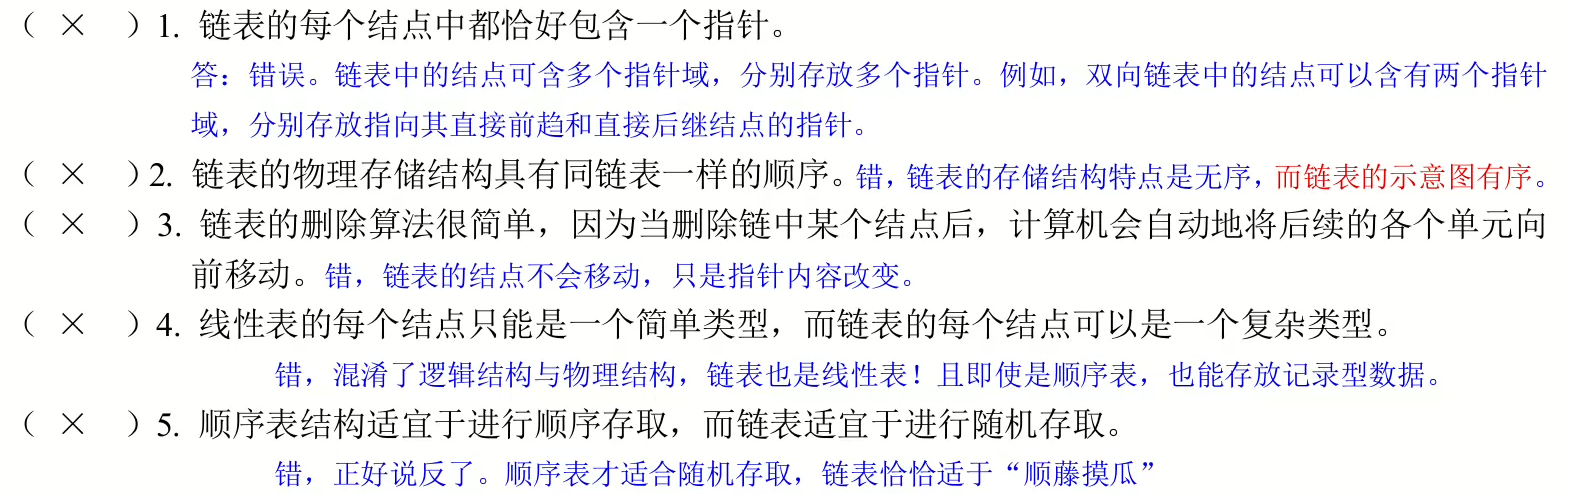 （ × ）1. 链表的每个结点中都恰好包含一个指针。
答：错误。链表中的结点可含多个指针域，分别存放多个指针。例如，双向链表中的结点可以含有两个指针
域，分别存放指向其直接前趋和直接后继结点的指针。
（ × ）2. 链表的物理存储结构具有同链表一样的顺序。错，链表的存储结构特点是无序，而链表的示意图有序。
（ × ）3. 链表的删除算法很简单，因为当删除链中某个结点后，计算机会自动地将后续的各个单元向
前移动。错，链表的结点不会移动，只是指针内容改变。
（ × ）4. 线性表的每个结点只能是一个简单类型，而链表的每个结点可以是一个复杂类型。
错，混淆了逻辑结构与物理结构，链表也是线性表！且即使是顺序表，也能存放记录型数据。
（ × ）5. 顺序表结构适宜于进行顺序存取，而链表适宜于进行随机存取。
错，正好说反了。顺序表才适合随机存取，链表恰恰适于“顺藤摸瓜”